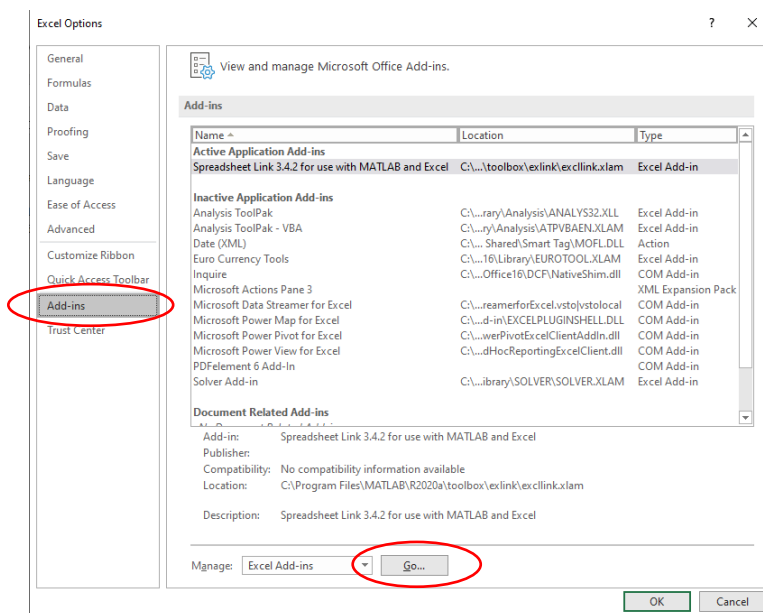 Excel Options ? ×
General
Formulas
Data
Proofing
Save
Language
Ease of Access
Advanced
Customize Ribbon
Quick Access Toolbar
Add-ins
Trust Center
View and manage Microsoft Office Add-ins.
Add-ins
Name Location Type
Active Application Add-ins
Spreadsheet Link 3.4.2 for use with MATLAB and Excel C:\...\toolbox\exlink\excllink.xlam Excel Add-in
Inactive Application Add-ins
Analysis ToolPak C:\...rary\Analysis\ANALYS32.XLL Excel Add-in
Analysis ToolPak - VBA C:\...ry\Analysis\ATPVBAEN.XLAM Excel Add-in
Date (XML) C:\... Shared\Smart Tag\MOFL.DLL Action
Euro Currency Tools C:\...16\Library\EUROTOOL.XLAM Excel Add-in
Inquire C:\...Office16\DCF\NativeShim.dll COM Add-in
Microsoft Actions Pane 3 XML Expansion Pack
Microsoft Data Streamer for Excel C:\...reamerforExcel.vsto|vstolocal COM Add-in
Microsoft Power Map for Excel C:\...d-in\EXCELPLUGINSHELL.DLL COM Add-in
Microsoft Power Pivot for Excel C:\...werPivotExcelClientAddIn.dll COM Add-in
Microsoft Power View for Excel C:\...dHocReportingExcelClient.dll COM Add-in
PDFelement 6 Add-In COM Add-in
Solver Add-in C:\...ibrary\SOLVER\SOLVER.XLAM Excel Add-in
Document Related Add-ins
Add-in: Spreadsheet Link 3.4.2 for use with MATLAB and Excel
Publisher:
Compatibility: No compatibility information available
Location: C:\Program Files\MATLAB\R2020a\toolbox\exlink\excllink.xlam
Description: Spreadsheet Link 3.4.2 for use with MATLAB and Excel
Manage: Excel Add-ins Go...
OK Cancel